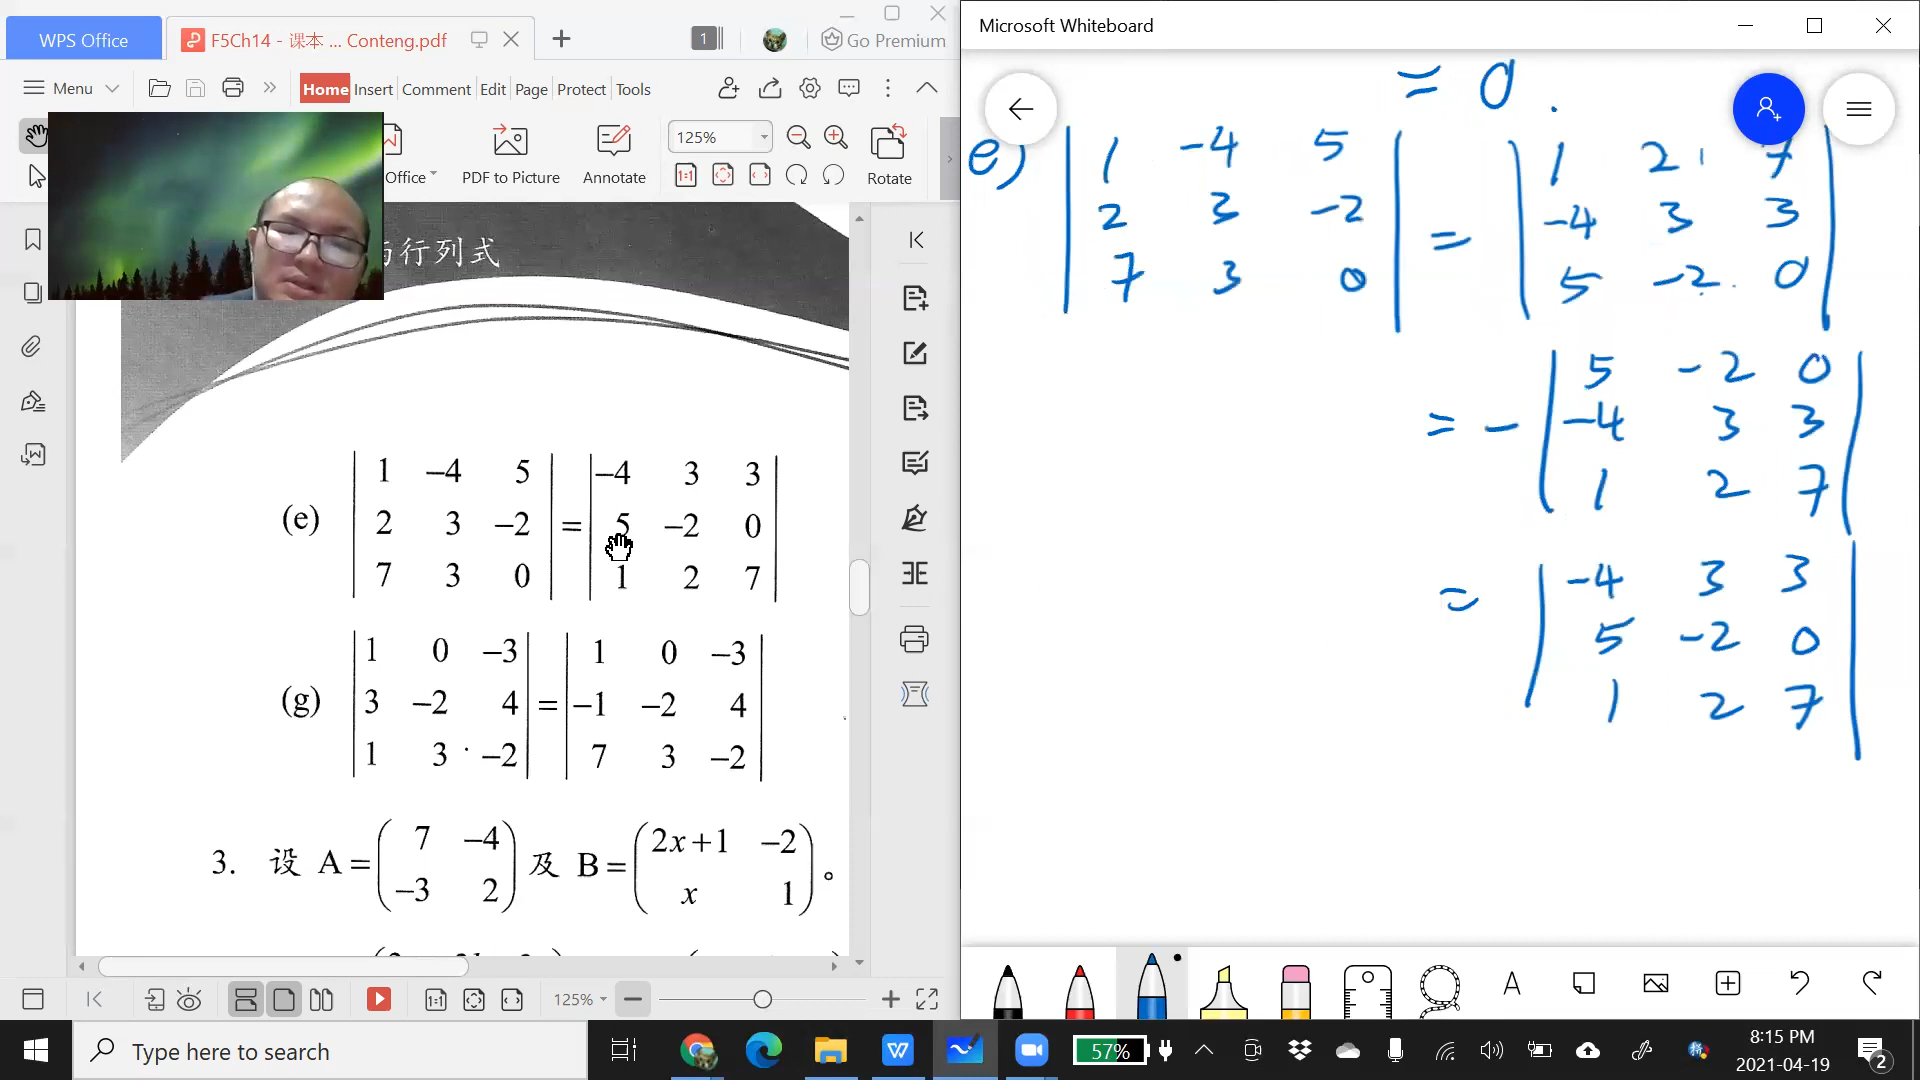 WPS Office
F5Ch14 - 课本 ... Conteng.pdf
1
Go Premium
Menu
Home Insert Comment Edit Page Protect Tools
Office
PDF to Picture
Annotate
125%
Rotate
与行列式
(e) | 1 −4 5 | = | −4 3 3 |
| 2 3 −2 | | 5 −2 0 |
| 7 3 0 | | 1 2 7 |
(g) | 1 0 −3 | = | 1 0 −3 |
| 3 −2 4 | | −1 −2 4 |
| 1 3 −2 | | 7 3 −2 |
3. 设 A = ( 7 −4 ) 及 B = ( 2x+1 −2 ) 。
( −3 2 ) ( x 1 )
125%
Microsoft Whiteboard
= 0.
e) | 1 -4 5 | = | 1 2 7 |
| 2 3 -2 | | -4 3 3 |
| 7 3 0 | | 5 -2 0 |
= - | 5 -2 0 |
| -4 3 3 |
| 1 2 7 |
= | -4 3 3 |
| 5 -2 0 |
| 1 2 7 |
Type here to search
57%
8:15 PM
2021-04-19
2